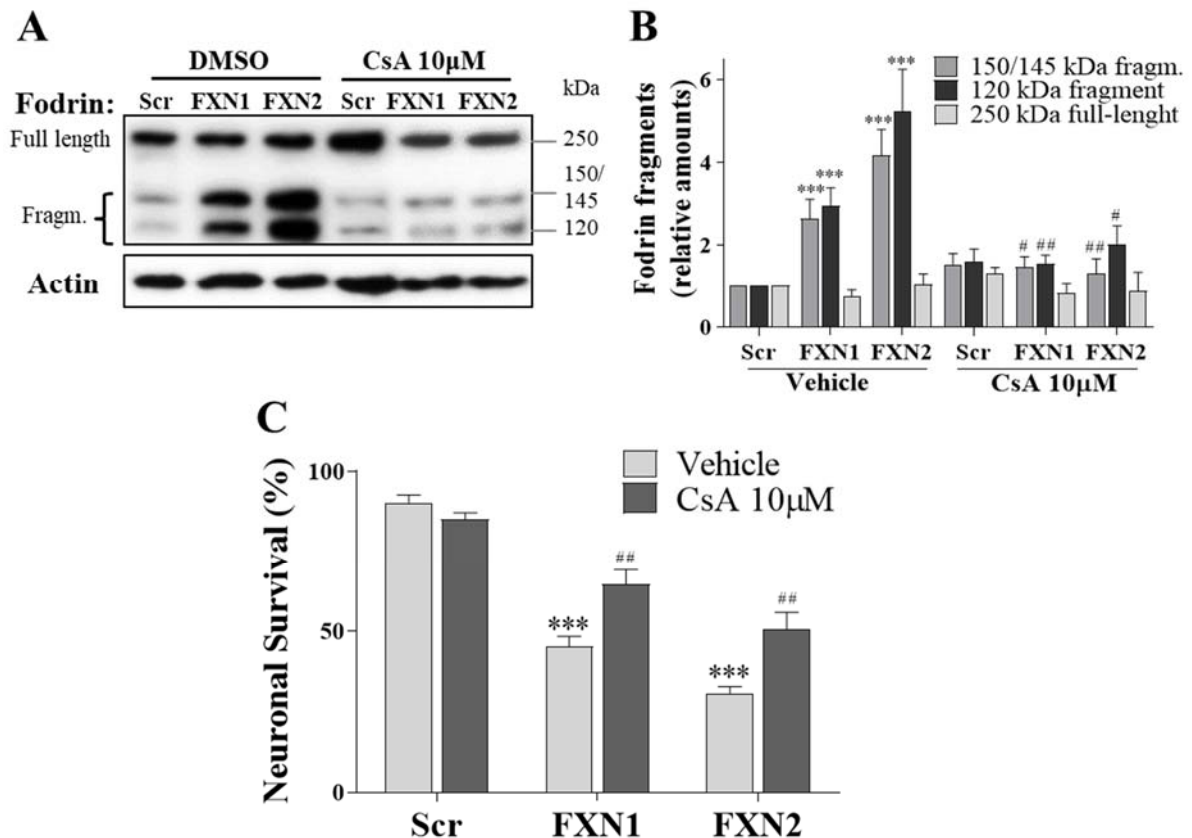 A
DMSO CsA 10µM
Fodrin: Scr FXN1 FXN2 Scr FXN1 FXN2 kDa
Full length 250
150/
145
Fragm. 120
Actin
B
Fodrin fragments
(relative amounts)
6
4
2
0
*** *** *** *** # ## ## #
150/145 kDa fragm.
120 kDa fragment
250 kDa full-lenght
Scr FXN1 FXN2 Scr FXN1 FXN2
Vehicle CsA 10µM
C
Neuronal Survival (%)
100
50
0
Vehicle
CsA 10µM
*** ## *** ##
Scr FXN1 FXN2